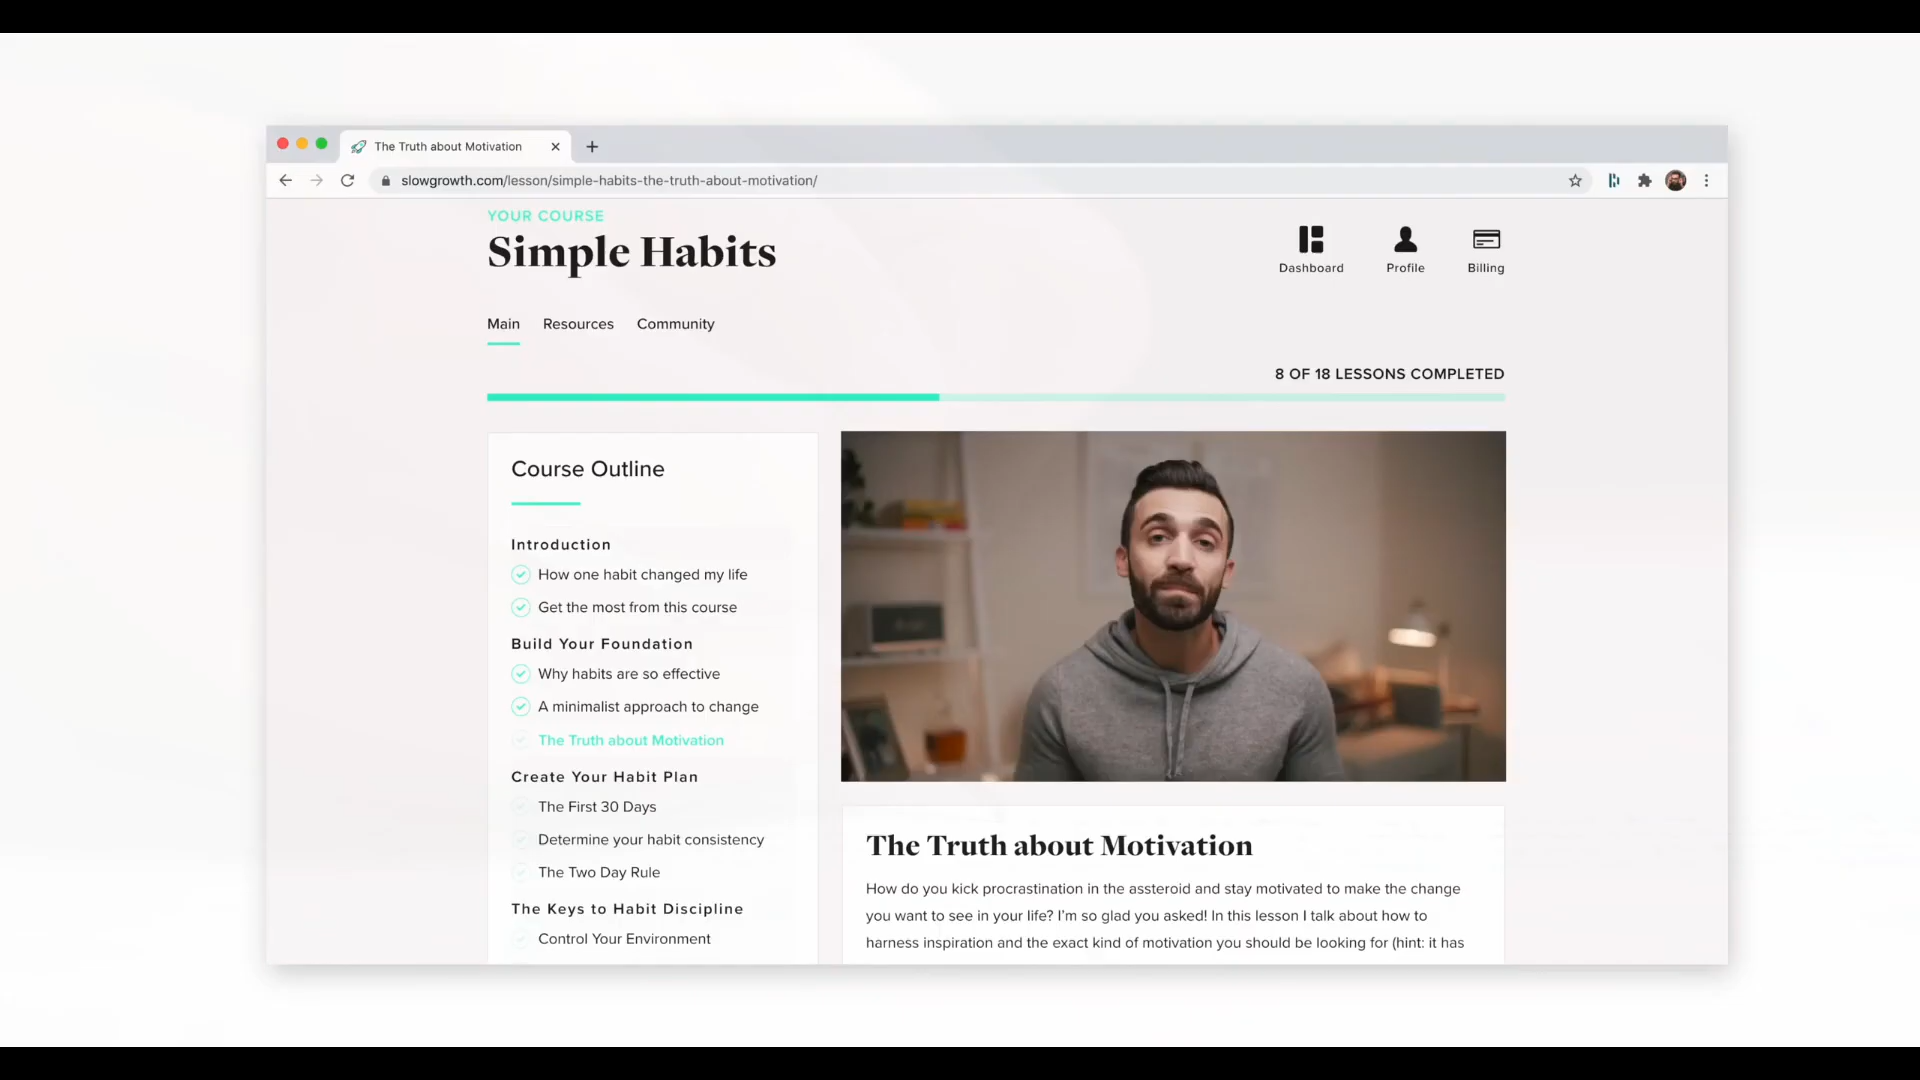 The Truth about Motivation
slowgrowth.com/lesson/simple-habits-the-truth-about-motivation/
YOUR COURSE
Simple Habits
Dashboard
Profile
Billing
Main
Resources
Community
8 OF 18 LESSONS COMPLETED
Course Outline
Introduction
How one habit changed my life
Get the most from this course
Build Your Foundation
Why habits are so effective
A minimalist approach to change
The Truth about Motivation
Create Your Habit Plan
The First 30 Days
Determine your habit consistency
The Two Day Rule
The Keys to Habit Discipline
Control Your Environment
The Truth about Motivation
How do you kick procrastination in the assteroid and stay motivated to make the change
you want to see in your life? I'm so glad you asked! In this lesson I talk about how to
harness inspiration and the exact kind of motivation you should be looking for (hint: it has